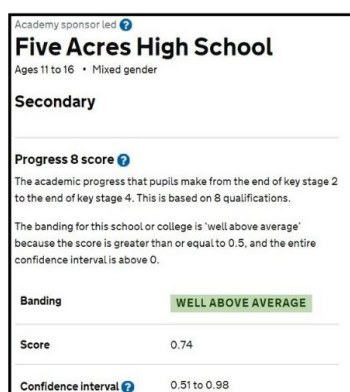 Academy sponsor led ?
Five Acres High School
Ages 11 to 16 • Mixed gender
Secondary
Progress 8 score ?
The academic progress that pupils make from the end of key stage 2
to the end of key stage 4. This is based on 8 qualifications.
The banding for this school or college is 'well above average'
because the score is greater than or equal to 0.5, and the entire
confidence interval is above 0.
Banding WELL ABOVE AVERAGE
Score 0.74
Confidence interval ? 0.51 to 0.98